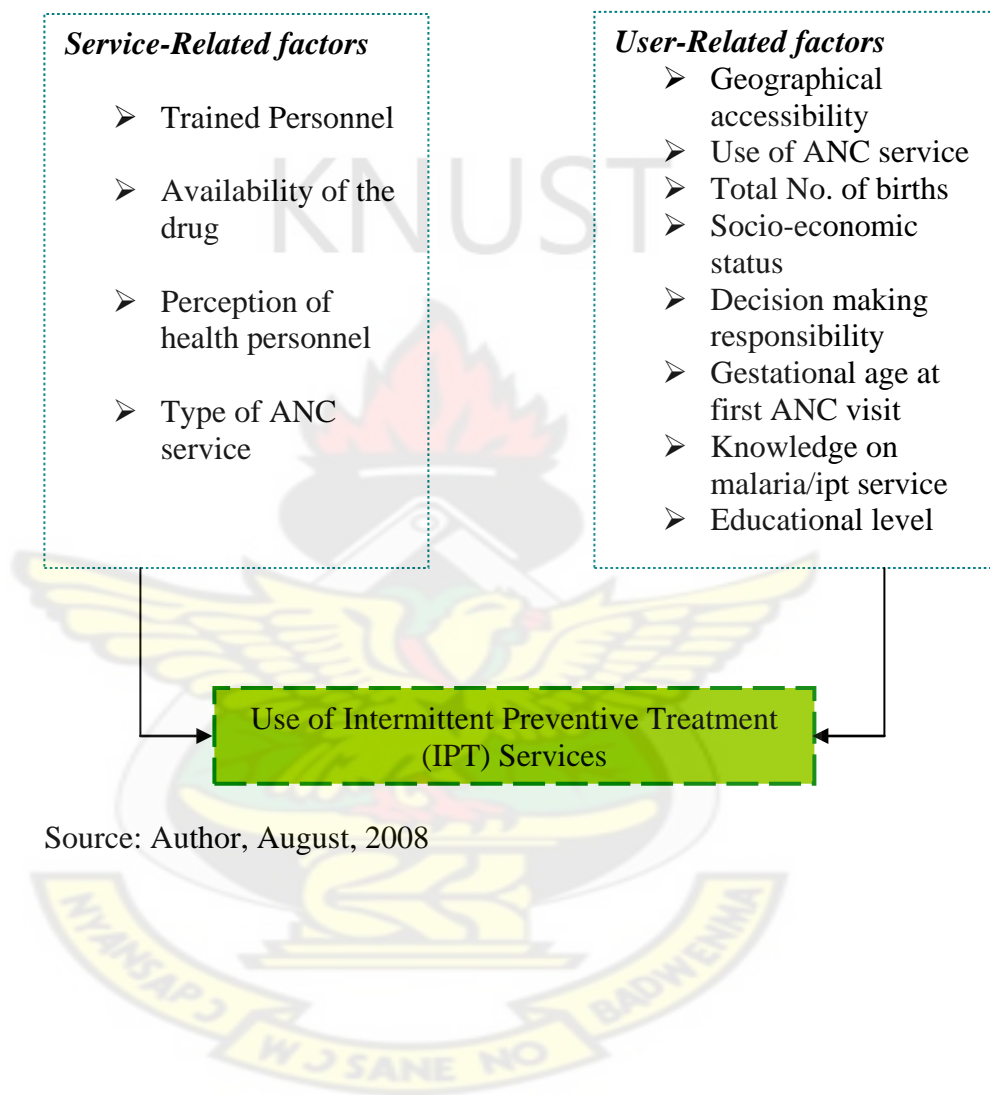 Service-Related factors
➢ Trained Personnel
➢ Availability of the
drug
➢ Perception of
health personnel
➢ Type of ANC
service
User-Related factors
➢ Geographical
accessibility
➢ Use of ANC service
➢ Total No. of births
➢ Socio-economic
status
➢ Decision making
responsibility
➢ Gestational age at
first ANC visit
➢ Knowledge on
malaria/ipt service
➢ Educational level
KNUST
Use of Intermittent Preventive Treatment
(IPT) Services
Source: Author, August, 2008
NYANSAPƆ WƆSANE NO BADWENMA